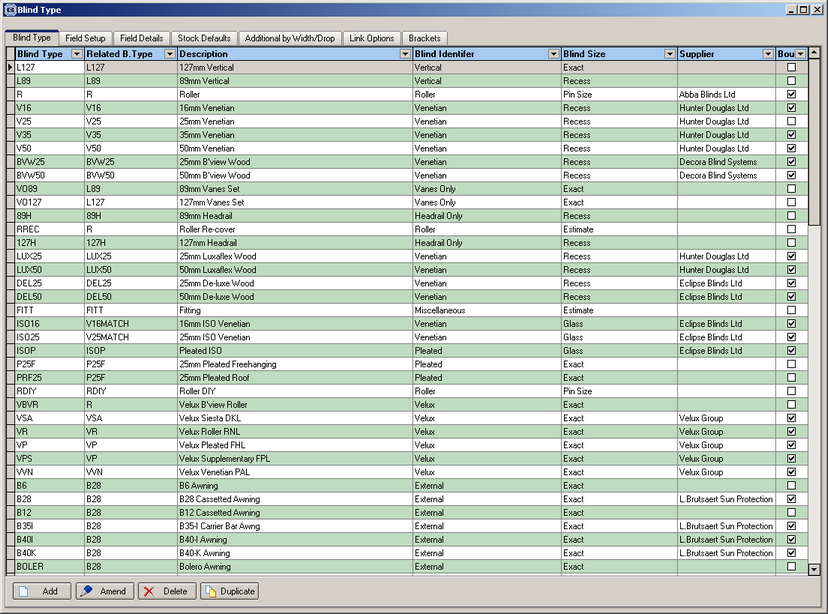 Blind Type
Blind Type Field Setup Field Details Stock Defaults Additional by Width/Drop Link Options Brackets
Blind Type Related B.Type Description Blind Identifer Blind Size Supplier Bou
L127 L127 127mm Vertical Vertical Exact
L89 L89 89mm Vertical Vertical Recess
R R Roller Roller Pin Size Abba Blinds Ltd
V16 V16 16mm Venetian Venetian Recess Hunter Douglas Ltd
V25 V25 25mm Venetian Venetian Recess Hunter Douglas Ltd
V35 V35 35mm Venetian Venetian Recess Hunter Douglas Ltd
V50 V50 50mm Venetian Venetian Recess Hunter Douglas Ltd
BVW25 BVW25 25mm B'view Wood Venetian Recess Decora Blind Systems
BVW50 BVW50 50mm B'view Wood Venetian Recess Decora Blind Systems
VO89 L89 89mm Vanes Set Vanes Only Exact
VO127 L127 127mm Vanes Set Vanes Only Exact
89H 89H 89mm Headrail Headrail Only Recess
RREC R Roller Re-cover Roller Estimate
127H 127H 127mm Headrail Headrail Only Recess
LUX25 LUX25 25mm Luxaflex Wood Venetian Recess Hunter Douglas Ltd
LUX50 LUX50 50mm Luxaflex Wood Venetian Recess Hunter Douglas Ltd
DEL25 DEL25 25mm De-luxe Wood Venetian Recess Eclipse Blinds Ltd
DEL50 DEL50 50mm De-luxe Wood Venetian Recess Eclipse Blinds Ltd
FITT FITT Fitting Miscellaneous Estimate
ISO16 V16MATCH 16mm ISO Venetian Venetian Glass Eclipse Blinds Ltd
ISO25 V25MATCH 25mm ISO Venetian Venetian Glass Eclipse Blinds Ltd
ISOP ISOP Pleated ISO Pleated Glass Eclipse Blinds Ltd
P25F P25F 25mm Pleated Freehanging Pleated Exact
PRF25 P25F 25mm Pleated Roof Pleated Exact
RDIY RDIY Roller DIY Roller Pin Size
VBVR R Velux B'view Roller Velux Exact
VSA VSA Velux Siesta DKL Velux Exact Velux Group
VR VR Velux Roller RNL Velux Exact Velux Group
VP VP Velux Pleated FHL Velux Exact Velux Group
VPS VP Velux Supplementary FPL Velux Exact Velux Group
VVN VVN Velux Venetian PAL Velux Exact Velux Group
B6 B28 B6 Awning External Exact
B28 B28 B28 Cassetted Awning External Exact L.Brutsaert Sun Protection
B12 B28 B12 Cassetted Awning External Exact
B35I B28 B35-I Carrier Bar Awng External Exact L.Brutsaert Sun Protection
B40I B28 B40-I Awning External Exact L.Brutsaert Sun Protection
B40K B28 B40-K Awning External Exact L.Brutsaert Sun Protection
BOLER B28 Bolero Awning External Exact
Add Amend Delete Duplicate